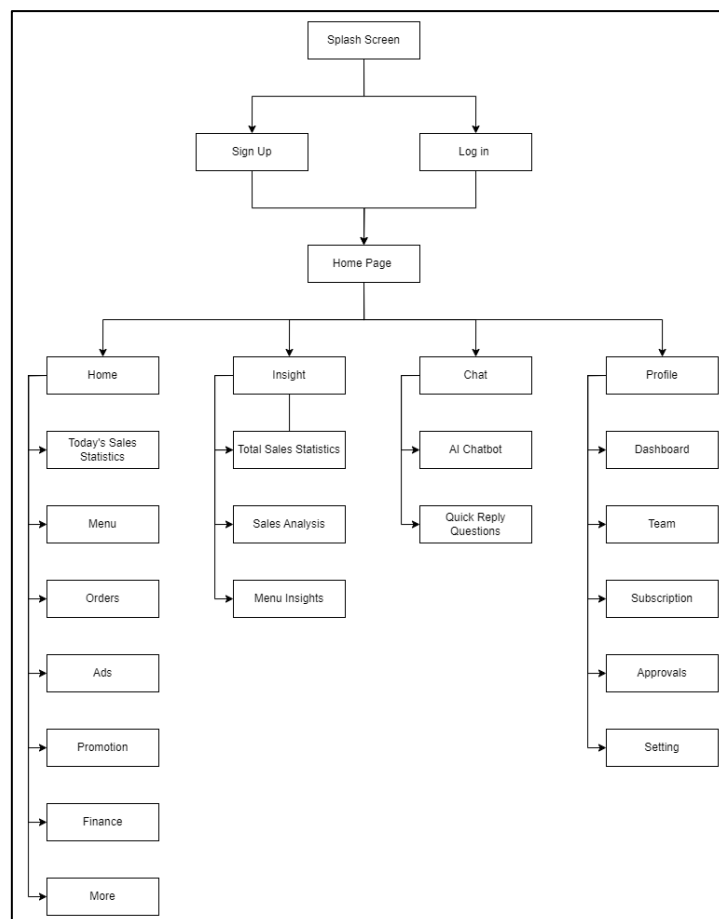 Splash Screen
Sign Up
Log in
Home Page
Home
Insight
Chat
Profile
Today's Sales
Statistics
Total Sales Statistics
AI Chatbot
Dashboard
Menu
Sales Analysis
Quick Reply
Questions
Team
Orders
Menu Insights
Subscription
Ads
Approvals
Promotion
Setting
Finance
More